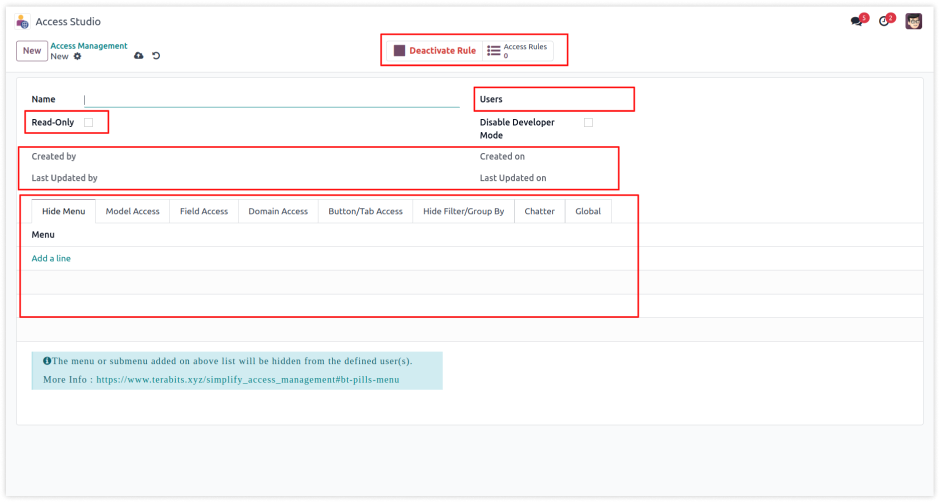 Access Studio
5
2
New
Access Management
New
Deactivate Rule
Access Rules
0
Name
Users
Read-Only
Disable Developer
Mode
Created by
Created on
Last Updated by
Last Updated on
Hide Menu
Model Access
Field Access
Domain Access
Button/Tab Access
Hide Filter/Group By
Chatter
Global
Menu
Add a line
The menu or submenu added on above list will be hidden from the defined user(s).
More Info : https://www.terabits.xyz/simplify_access_management#bt-pills-menu